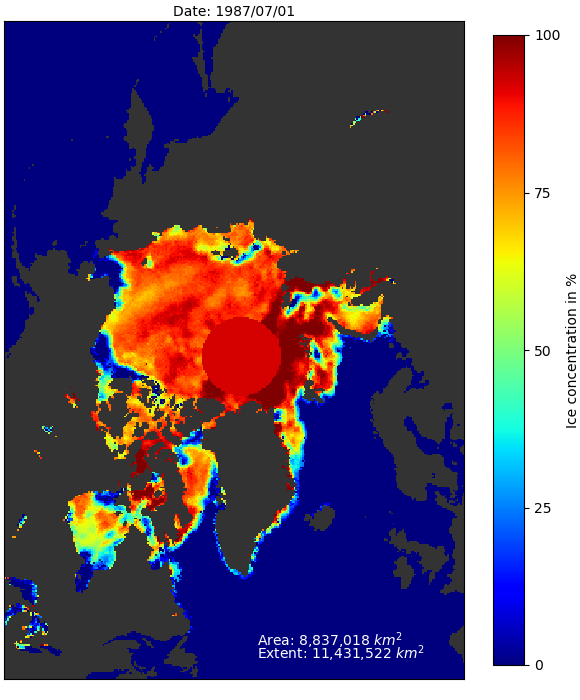 Date: 1987/07/01
100
75
50
25
0
Ice concentration in %
Area: 8,837,018 km²
Extent: 11,431,522 km²